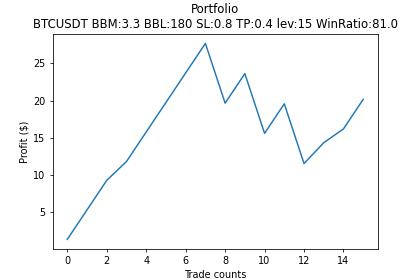 Portfolio
BTCUSDT BBM:3.3 BBL:180 SL:0.8 TP:0.4 lev:15 WinRatio:81.0
25
20
15
10
5
Profit ($)
0 2 4 6 8 10 12 14
Trade counts